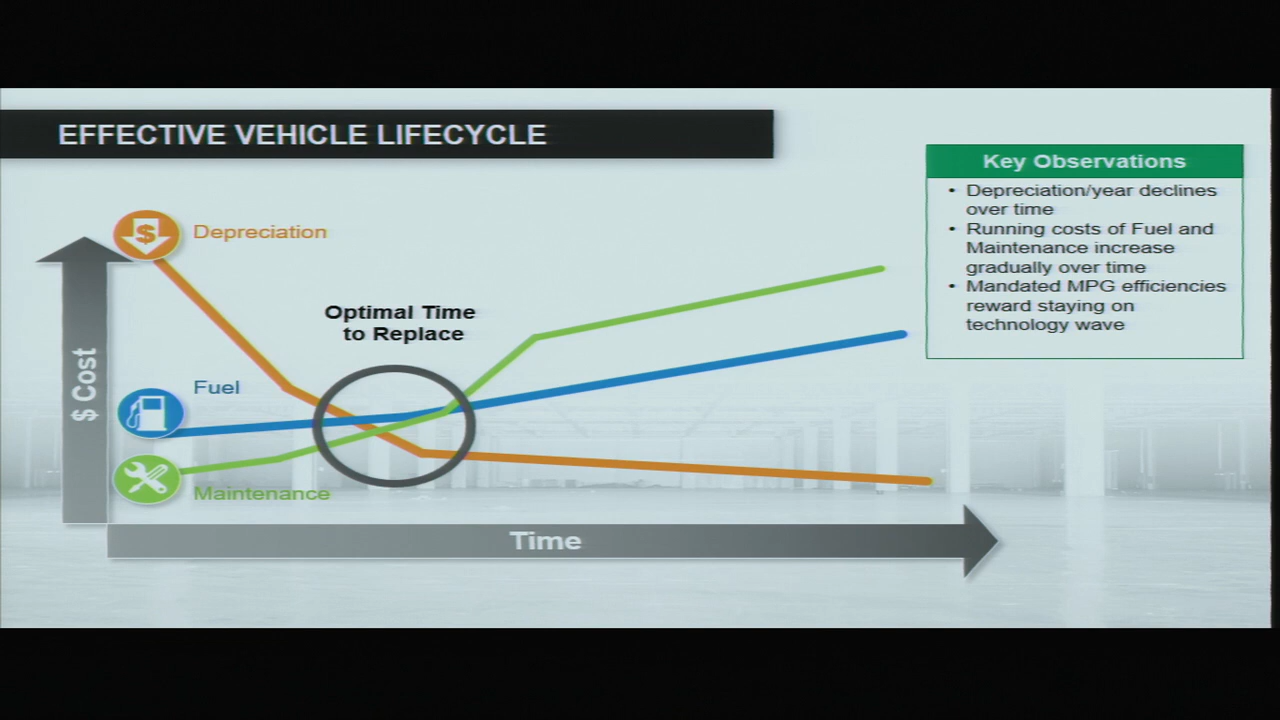 EFFECTIVE VEHICLE LIFECYCLE
Key Observations
• Depreciation/year declines
over time
• Running costs of Fuel and
Maintenance increase
gradually over time
• Mandated MPG efficiencies
reward staying on
technology wave
$
Depreciation
Optimal Time
to Replace
$ Cost
Fuel
Maintenance
Time